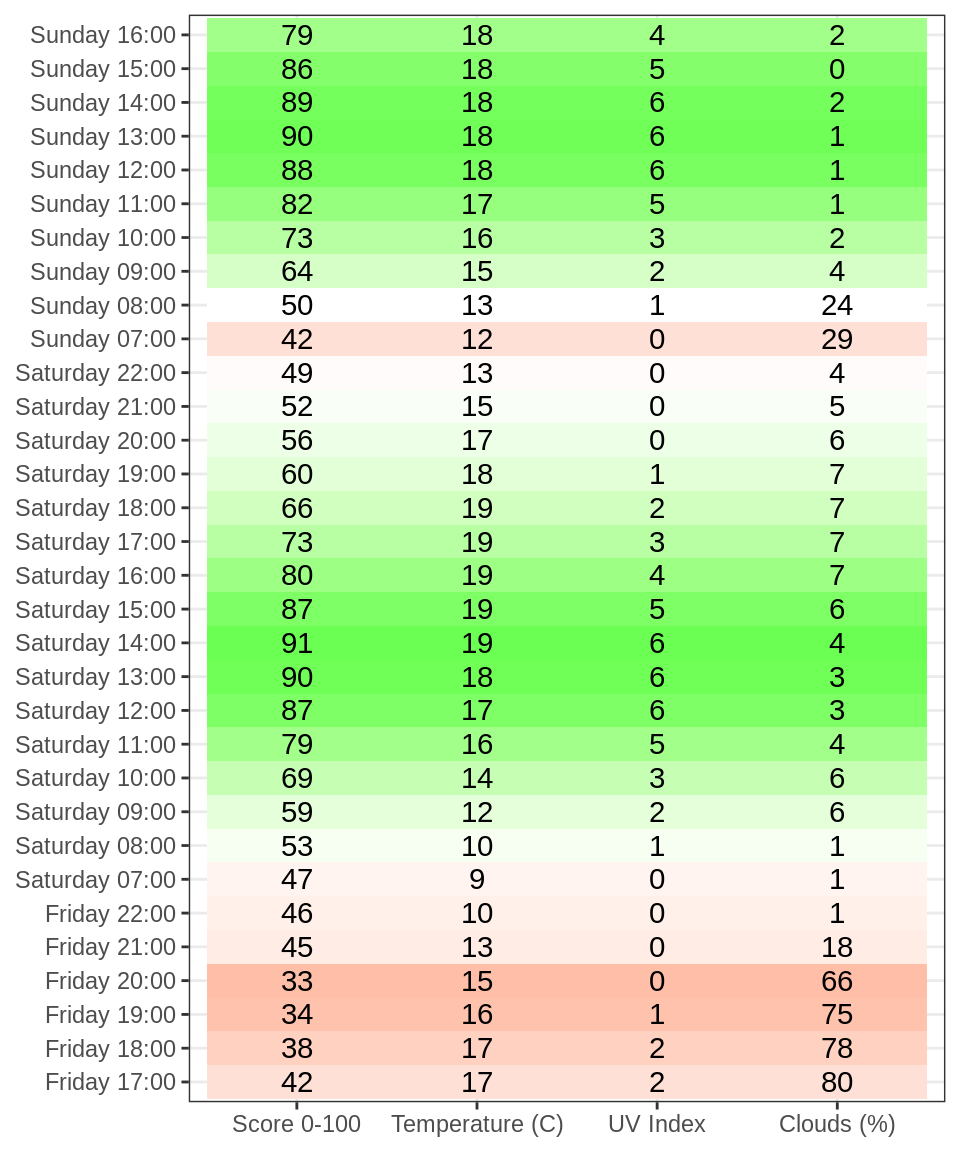 Sunday 16:00 79 18 4 2
Sunday 15:00 86 18 5 0
Sunday 14:00 89 18 6 2
Sunday 13:00 90 18 6 1
Sunday 12:00 88 18 6 1
Sunday 11:00 82 17 5 1
Sunday 10:00 73 16 3 2
Sunday 09:00 64 15 2 4
Sunday 08:00 50 13 1 24
Sunday 07:00 42 12 0 29
Saturday 22:00 49 13 0 4
Saturday 21:00 52 15 0 5
Saturday 20:00 56 17 0 6
Saturday 19:00 60 18 1 7
Saturday 18:00 66 19 2 7
Saturday 17:00 73 19 3 7
Saturday 16:00 80 19 4 7
Saturday 15:00 87 19 5 6
Saturday 14:00 91 19 6 4
Saturday 13:00 90 18 6 3
Saturday 12:00 87 17 6 3
Saturday 11:00 79 16 5 4
Saturday 10:00 69 14 3 6
Saturday 09:00 59 12 2 6
Saturday 08:00 53 10 1 1
Saturday 07:00 47 9 0 1
Friday 22:00 46 10 0 1
Friday 21:00 45 13 0 18
Friday 20:00 33 15 0 66
Friday 19:00 34 16 1 75
Friday 18:00 38 17 2 78
Friday 17:00 42 17 2 80
Score 0-100 Temperature (C) UV Index Clouds (%)